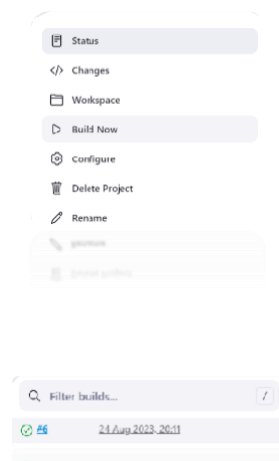 Status
Changes
Workspace
Build Now
Configure
Delete Project
Rename
Filter builds...
/
#6 24 Aug 2023, 20:11